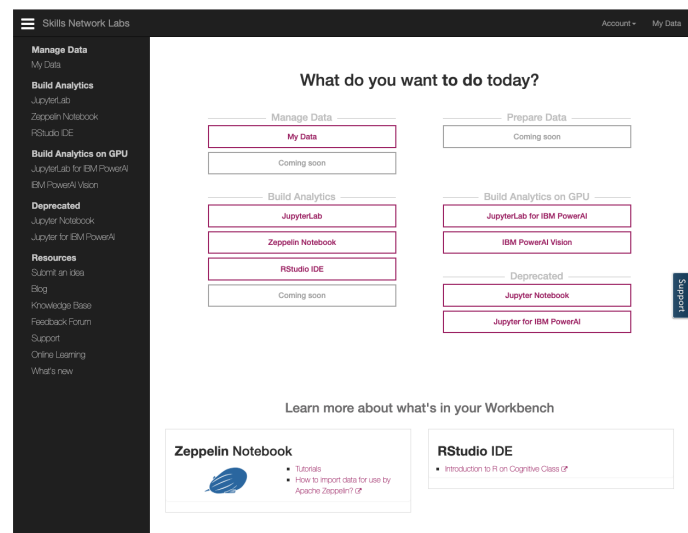 Skills Network Labs
Account
My Data
Manage Data
My Data
Build Analytics
JupyterLab
Zeppelin Notebook
RStudio IDE
Build Analytics on GPU
JupyterLab for IBM PowerAI
IBM PowerAI Vision
Deprecated
Jupyter Notebook
Jupyter for IBM PowerAI
Resources
Submit an idea
Blog
Knowledge Base
Feedback Forum
Support
Online Learning
What's new
What do you want to do today?
Manage Data
My Data
Coming soon
Prepare Data
Coming soon
Build Analytics
JupyterLab
Zeppelin Notebook
RStudio IDE
Coming soon
Build Analytics on GPU
JupyterLab for IBM PowerAI
IBM PowerAI Vision
Deprecated
Jupyter Notebook
Jupyter for IBM PowerAI
Support
Learn more about what's in your Workbench
Zeppelin Notebook
Tutorials
How to import data for use by
Apache Zeppelin?
RStudio IDE
Introduction to R on Cognitive Class